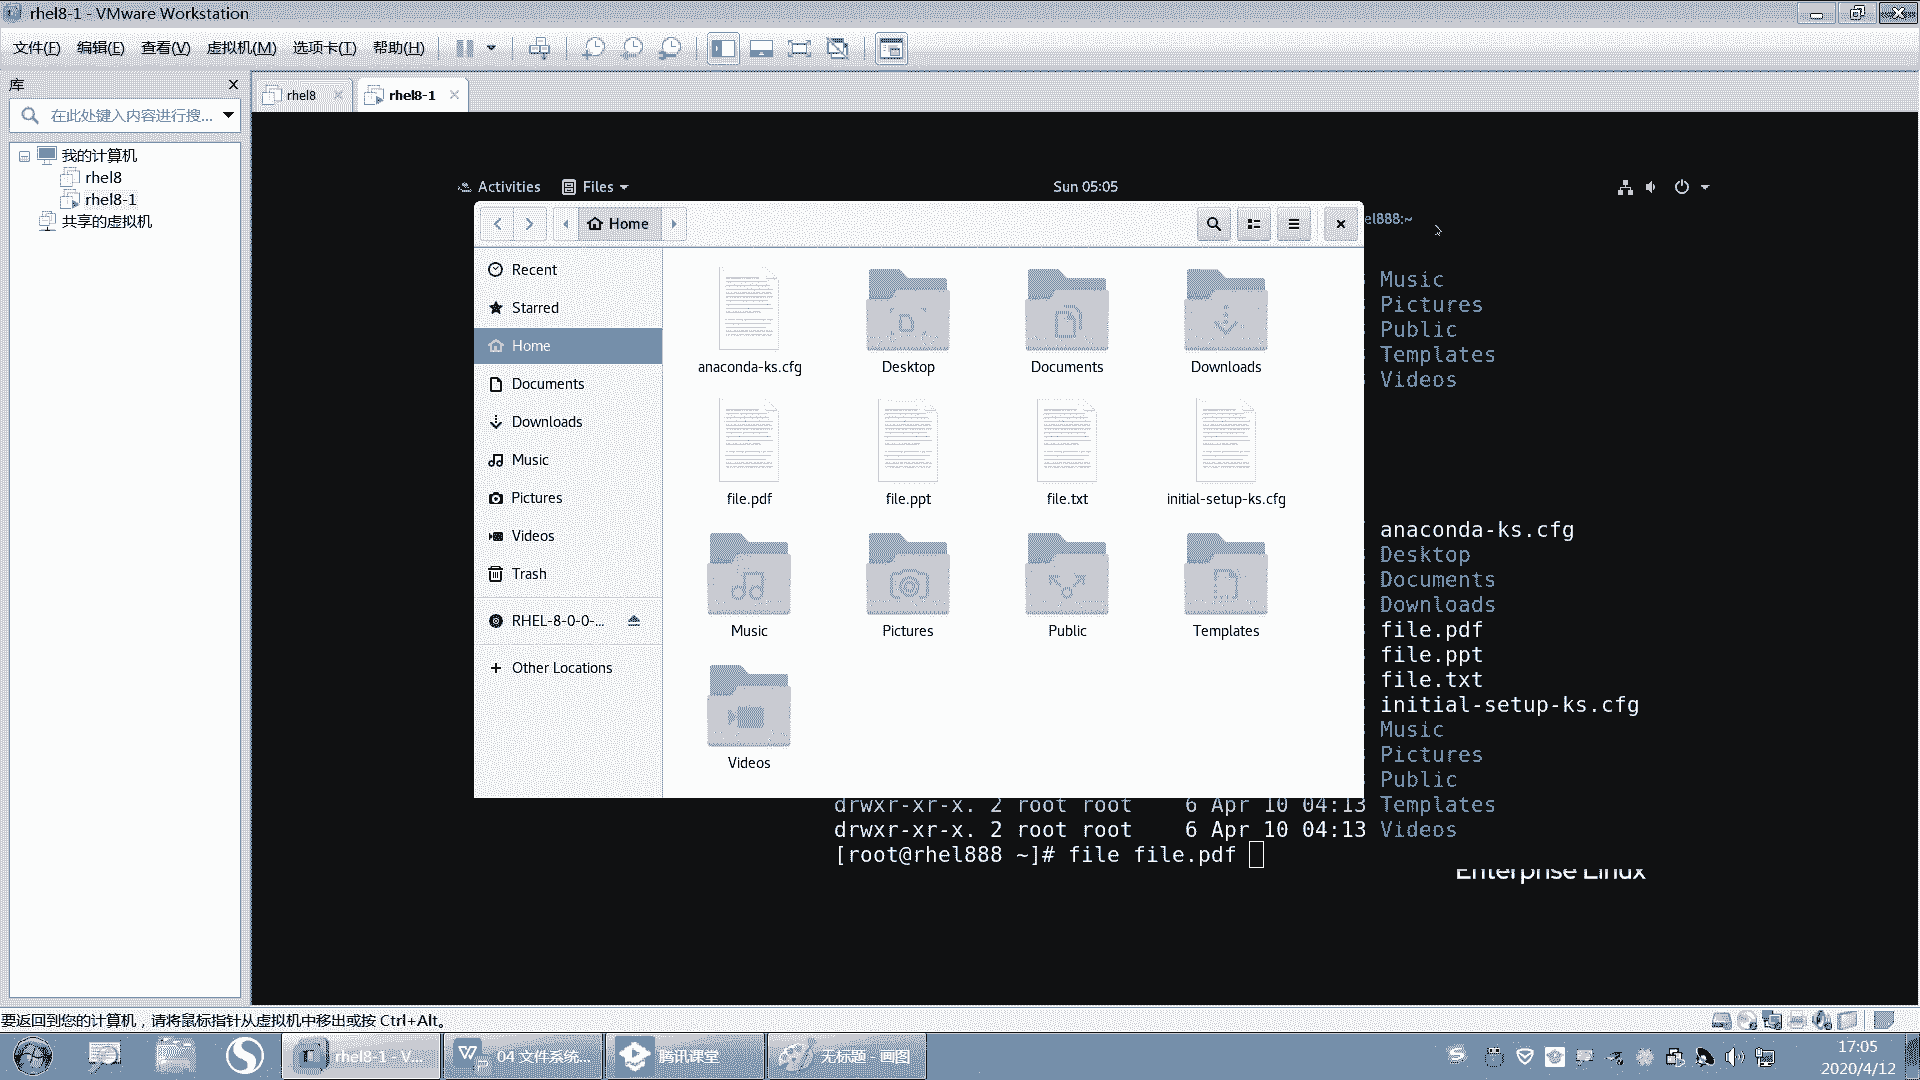 rhel8-1 - VMware Workstation
文件(F) 编辑(E) 查看(V) 虚拟机(M) 选项卡(T) 帮助(H)
库
在此处键入内容进行搜...
我的计算机
rhel8
rhel8-1
共享的虚拟机
rhel8
rhel8-1
Activities Files Sun 05:05
Home
el888:~
Recent
Starred
Home
Documents
Downloads
Music
Pictures
Videos
Trash
RHEL-8-0-0-...
Other Locations
anaconda-ks.cfg Desktop Documents Downloads
file.pdf file.ppt file.txt initial-setup-ks.cfg
Music Pictures Public Templates
Videos
Music
Pictures
Public
Templates
Videos
anaconda-ks.cfg
Desktop
Documents
Downloads
file.pdf
file.ppt
file.txt
initial-setup-ks.cfg
Music
Pictures
Public
drwxr-xr-x. 2 root root 6 Apr 10 04:13 Templates
drwxr-xr-x. 2 root root 6 Apr 10 04:13 Videos
[root@rhel888 ~]# file file.pdf
Enterprise Linux
要返回到您的计算机，请将鼠标指针从虚拟机中移出或按 Ctrl+Alt。
rhel8-1 - V...
04 文件系统...
腾讯课堂
无标题 - 画图
17:05
2020/4/12